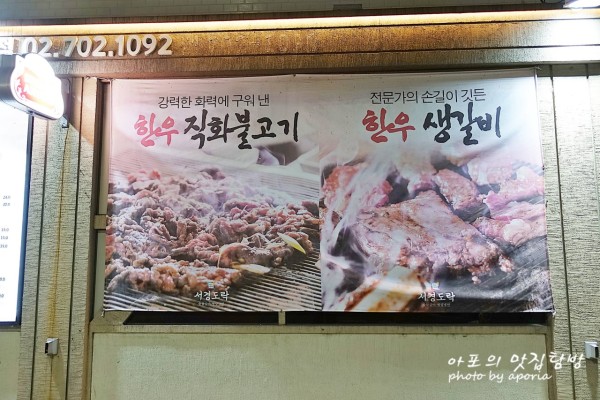 02.702.1092
강력한 화력에 구워 낸
한우 직화불고기
서경도락
전문가의 손길이 깃든
한우 생갈비
서경도락
아포의 맛집탐방
photo by aporia